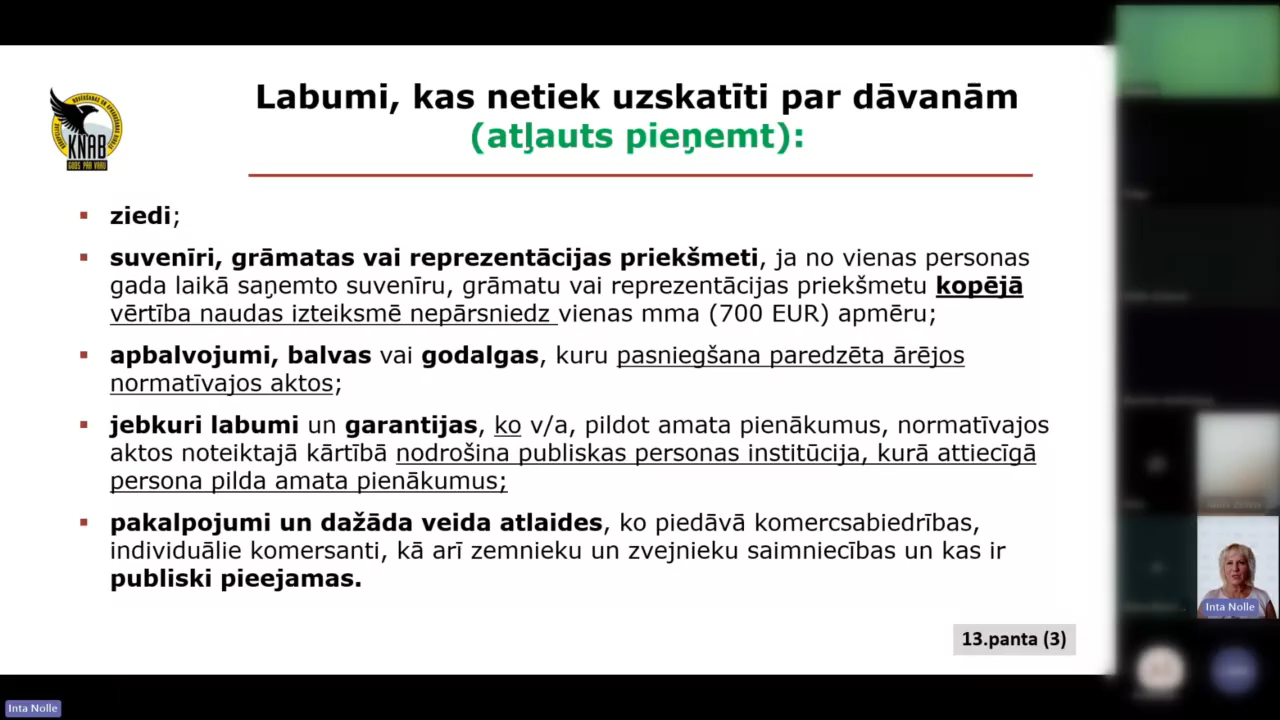 Labumi, kas netiek uzskatīti par dāvanām
(atļauts pieņemt):
KNAB
GODS PAR VARU
ziedi;
suvenīri, grāmatas vai reprezentācijas priekšmeti, ja no vienas personas
gada laikā saņemto suvenīru, grāmatu vai reprezentācijas priekšmetu kopējā
vērtība naudas izteiksmē nepārsniedz vienas mma (700 EUR) apmēru;
apbalvojumi, balvas vai godalgas, kuru pasniegšana paredzēta ārējos
normatīvajos aktos;
jebkuri labumi un garantijas, ko v/a, pildot amata pienākumus, normatīvajos
aktos noteiktajā kārtībā nodrošina publiskas personas institūcija, kurā attiecīgā
persona pilda amata pienākumus;
pakalpojumi un dažāda veida atlaides, ko piedāvā komercsabiedrības,
individuālie komersanti, kā arī zemnieku un zvejnieku saimniecības un kas ir
publiski pieejamas.
13.panta (3)
Inta Nolle
Inta Nolle